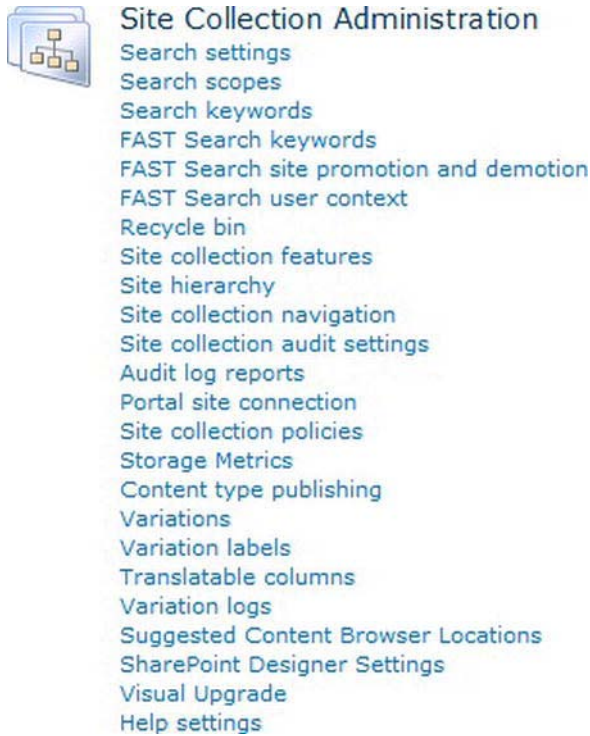 Site Collection Administration
Search settings
Search scopes
Search keywords
FAST Search keywords
FAST Search site promotion and demotion
FAST Search user context
Recycle bin
Site collection features
Site hierarchy
Site collection navigation
Site collection audit settings
Audit log reports
Portal site connection
Site collection policies
Storage Metrics
Content type publishing
Variations
Variation labels
Translatable columns
Variation logs
Suggested Content Browser Locations
SharePoint Designer Settings
Visual Upgrade
Help settings